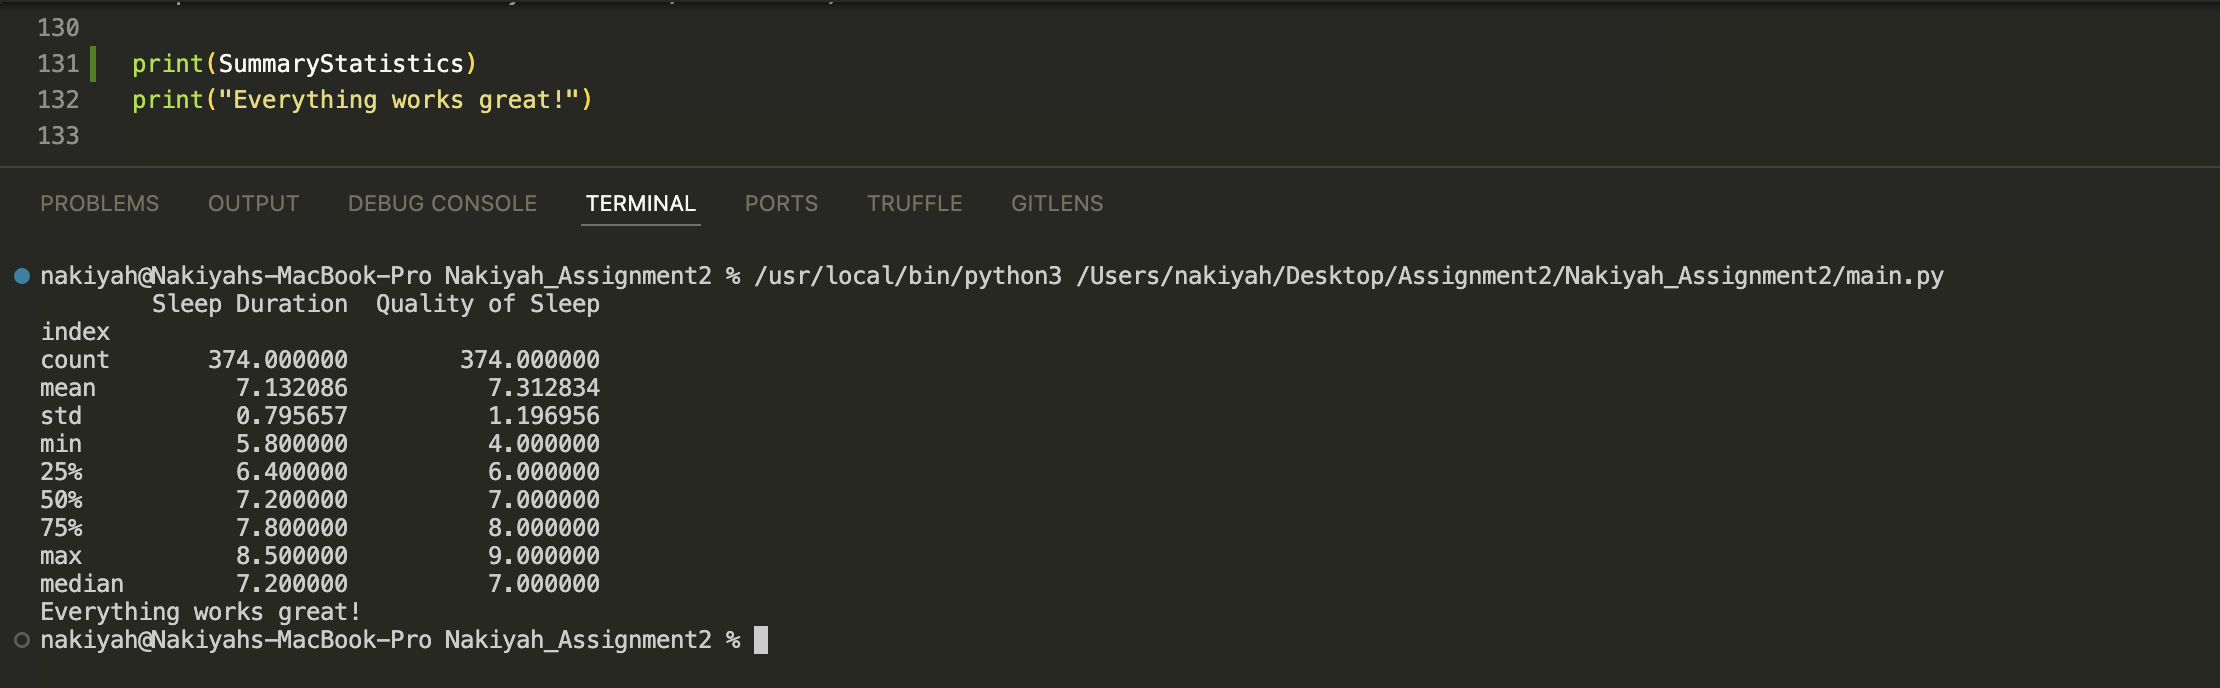 130
131 print(SummaryStatistics)
132 print("Everything works great!")
133
PROBLEMS OUTPUT DEBUG CONSOLE TERMINAL PORTS TRUFFLE GITLENS
nakiyah@Nakiyahs-MacBook-Pro Nakiyah_Assignment2 % /usr/local/bin/python3 /Users/nakiyah/Desktop/Assignment2/Nakiyah_Assignment2/main.py
        Sleep Duration  Quality of Sleep
index
count       374.000000        374.000000
mean          7.132086          7.312834
std           0.795657          1.196956
min           5.800000          4.000000
25%           6.400000          6.000000
50%           7.200000          7.000000
75%           7.800000          8.000000
max           8.500000          9.000000
median        7.200000          7.000000
Everything works great!
nakiyah@Nakiyahs-MacBook-Pro Nakiyah_Assignment2 %